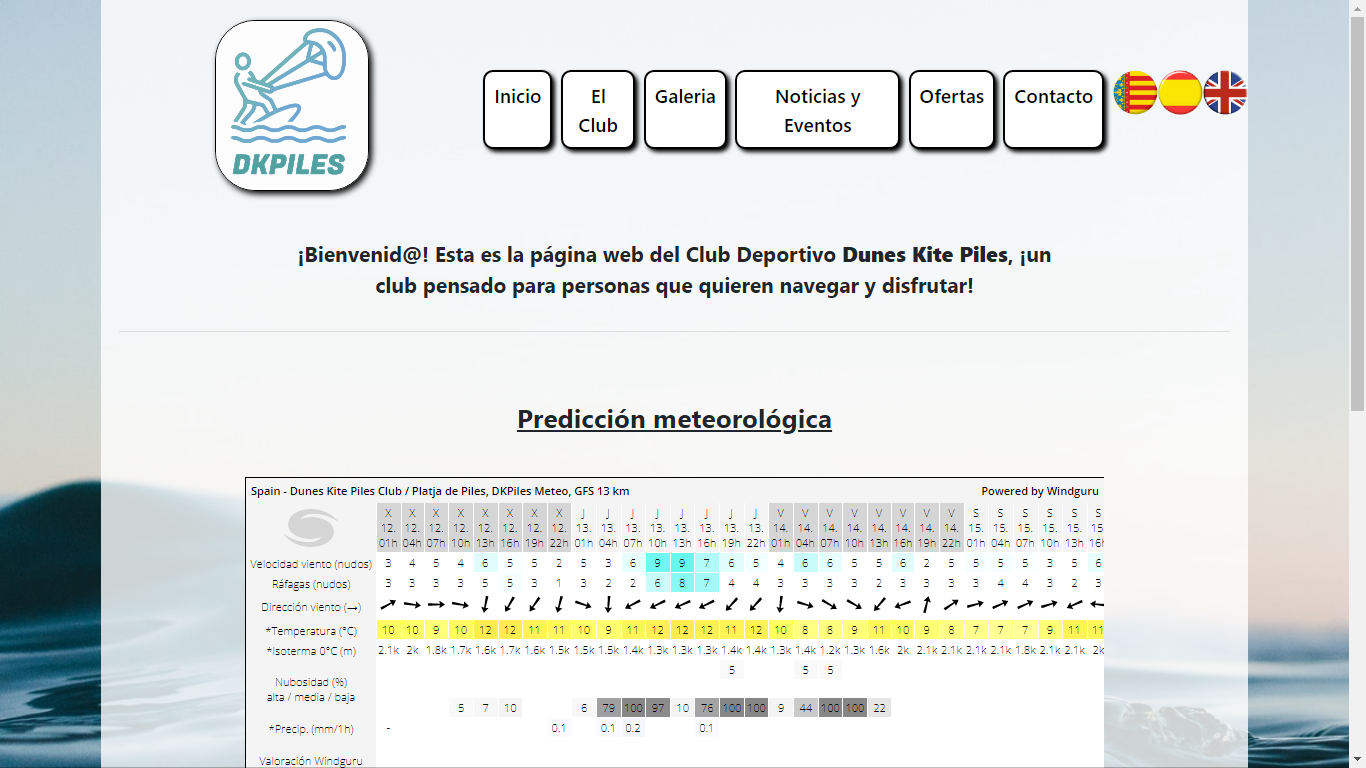 DKPILES
Inicio
El
Club
Galeria
Noticias y
Eventos
Ofertas
Contacto
¡Bienvenid@! Esta es la página web del Club Deportivo Dunes Kite Piles, ¡un
club pensado para personas que quieren navegar y disfrutar!
Predicción meteorológica
Spain - Dunes Kite Piles Club / Platja de Piles, DKPiles Meteo, GFS 13 km
Powered by Windguru
X X X X X X X X J J J J J J J J V V V V V V V V S S S S S S
12. 12. 12. 12. 12. 12. 12. 12. 13. 13. 13. 13. 13. 13. 13. 13. 14. 14. 14. 14. 14. 14. 14. 14. 15. 15. 15. 15. 15. 15.
01h 04h 07h 10h 13h 16h 19h 22h 01h 04h 07h 10h 13h 16h 19h 22h 01h 04h 07h 10h 13h 16h 19h 22h 01h 04h 07h 10h 13h 16h
Velocidad viento (nudos) 3 4 5 4 6 5 5 2 5 3 6 9 9 7 6 5 4 6 6 5 5 6 2 5 5 5 4 3 5 6
Ráfagas (nudos) 3 3 3 3 5 5 3 1 3 2 2 6 8 7 4 4 3 3 3 3 2 3 3 3 3 4 4 3 2 3
Dirección viento (→)
*Temperatura (°C) 10 10 9 10 12 12 11 11 10 9 11 12 12 12 11 12 10 8 8 9 11 10 9 8 7 7 7 9 11 11
*Isoterma 0°C (m) 2.1k 2k 1.8k 1.7k 1.6k 1.7k 1.6k 1.5k 1.5k 1.5k 1.4k 1.3k 1.3k 1.3k 1.4k 1.4k 1.3k 1.4k 1.2k 1.3k 1.6k 2k 2.1k 2.1k 2.1k 2.1k 1.8k 2.1k 2.1k 2k
5 5 5
Nubosidad (%)
alta / media / baja
5 7 10 6 79 100 97 10 76 100 100 9 44 100 100 22
*Precip. (mm/1h) - 0.1 0.1 0.2 0.1
Valoración Windguru